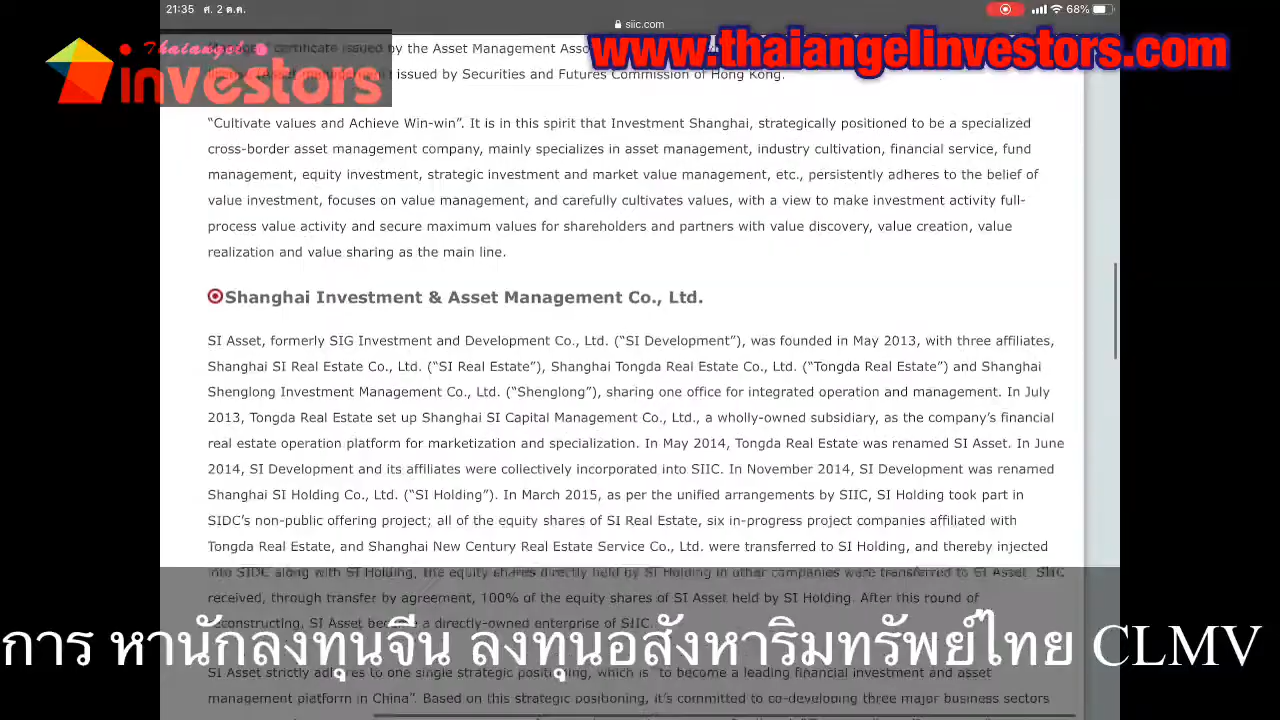 21:35 ศ. 2 ต.ค.
68%
siic.com
Thaiangel
investors
www.thaiangelinvestors.com
certificate issued by the Asset Management
issued by Securities and Futures Commission of Hong Kong.
“Cultivate values and Achieve Win-win”. It is in this spirit that Investment Shanghai, strategically positioned to be a specialized
cross-border asset management company, mainly specializes in asset management, industry cultivation, financial service, fund
management, equity investment, strategic investment and market value management, etc., persistently adheres to the belief of
value investment, focuses on value management, and carefully cultivates values, with a view to make investment activity full-
process value activity and secure maximum values for shareholders and partners with value discovery, value creation, value
realization and value sharing as the main line.
Shanghai Investment & Asset Management Co., Ltd.
SI Asset, formerly SIG Investment and Development Co., Ltd. (“SI Development”), was founded in May 2013, with three affiliates,
Shanghai SI Real Estate Co., Ltd. (“SI Real Estate”), Shanghai Tongda Real Estate Co., Ltd. (“Tongda Real Estate”) and Shanghai
Shenglong Investment Management Co., Ltd. (“Shenglong”), sharing one office for integrated operation and management. In July
2013, Tongda Real Estate set up Shanghai SI Capital Management Co., Ltd., a wholly-owned subsidiary, as the company’s financial
real estate operation platform for marketization and specialization. In May 2014, Tongda Real Estate was renamed SI Asset. In June
2014, SI Development and its affiliates were collectively incorporated into SIIC. In November 2014, SI Development was renamed
Shanghai SI Holding Co., Ltd. (“SI Holding”). In March 2015, as per the unified arrangements by SIIC, SI Holding took part in
SIDC’s non-public offering project; all of the equity shares of SI Real Estate, six in-progress project companies affiliated with
Tongda Real Estate, and Shanghai New Century Real Estate Service Co., Ltd. were transferred to SI Holding, and thereby injected
into SIDC along with SI Holding, the equity shares directly held by SI Holding in other companies were transferred to SI Asset. SIIC
received, through transfer by agreement, 100% of the equity shares of SI Asset held by SI Holding. After this round of
SI Asset became a directly-owned enterprise of SIIC.
การ หานักลงทุนจีน ลงทุนอสังหาริมทรัพย์ไทย CLMV
SI Asset strictly adheres to one single strategic positioning, which is “to become a leading financial investment and asset
management platform in China”. Based on this strategic positioning, it’s committed to co-developing three major business sectors